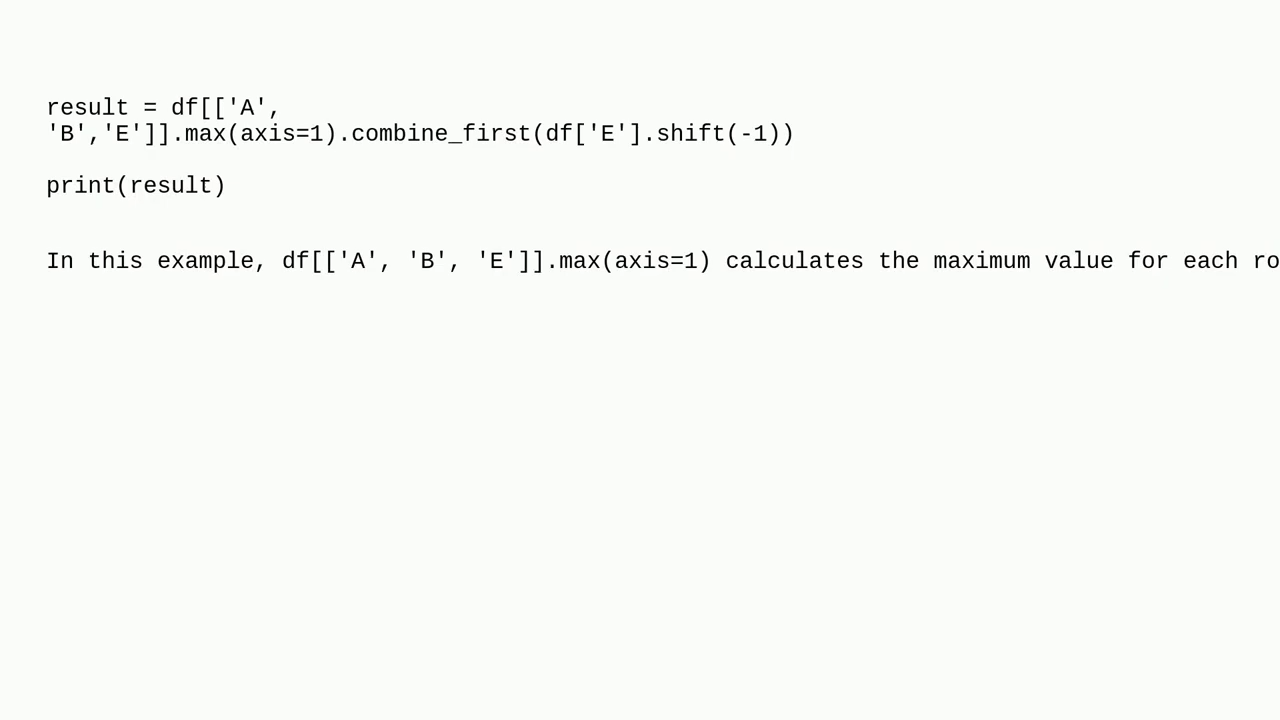 result = df[['A',
'B','E']].max(axis=1).combine_first(df['E'].shift(-1))
print(result)
In this example, df[['A', 'B', 'E']].max(axis=1) calculates the maximum value for each ro